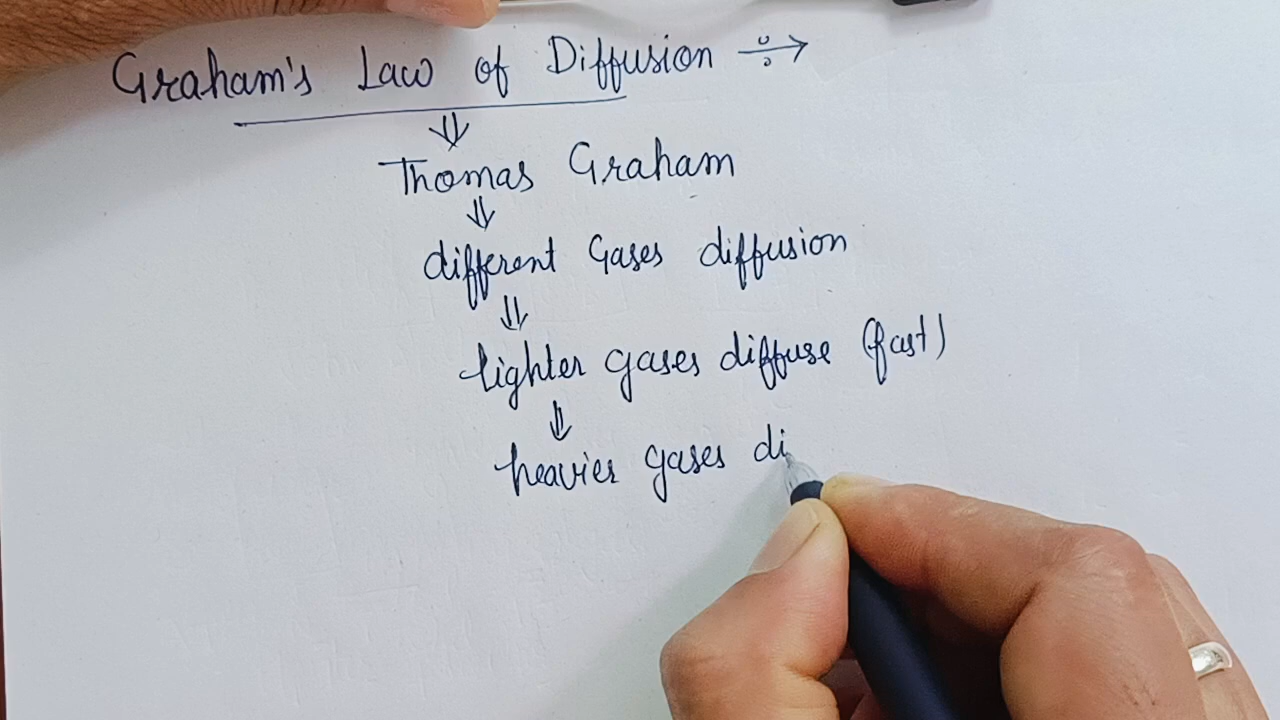 Graham's Law of Diffusion ÷→
⇓
Thomas Graham
⇓
different Gases diffusion
⇓
lighter gases diffuse (fast)
⇓
heavier gases di